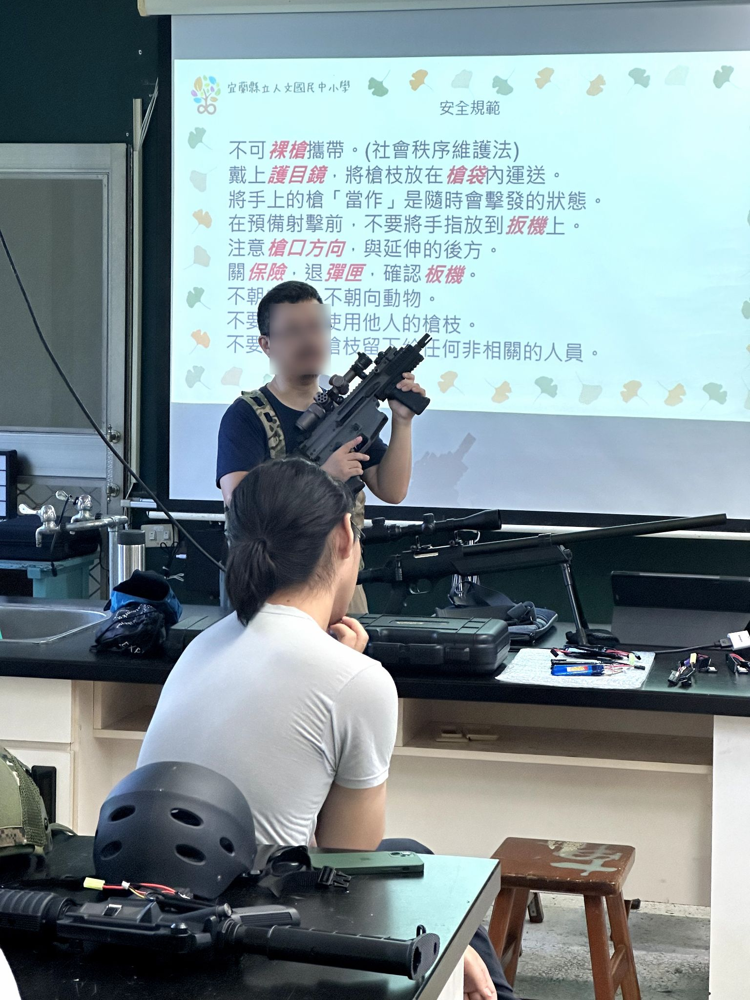 宜蘭縣立人文國民中小學
安全規範
不可裸槍攜帶。(社會秩序維護法)
戴上護目鏡，將槍枝放在槍袋內運送。
將手上的槍「當作」是隨時會擊發的狀態。
在預備射擊前，不要將手指放到扳機上。
注意槍口方向，與延伸的後方。
關保險，退彈匣，確認板機。
不朝 不朝向動物。
不要 使用他人的槍枝。
不要 槍枝留下給任何非相關的人員。
EXP